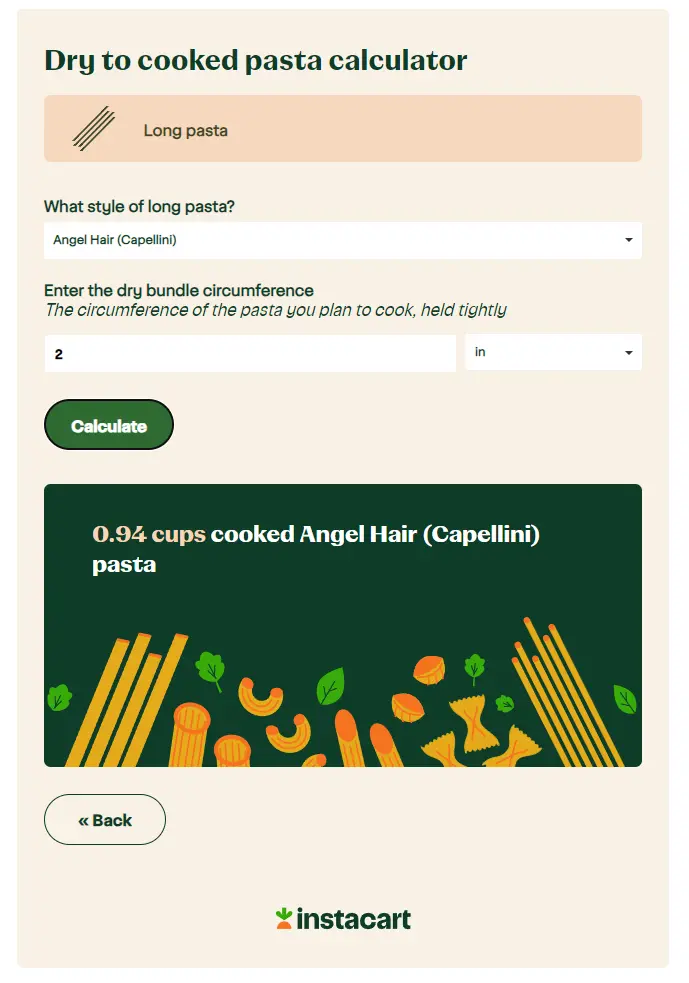 Dry to cooked pasta calculator
Long pasta
What style of long pasta?
Angel Hair (Capellini)
Enter the dry bundle circumference
The circumference of the pasta you plan to cook, held tightly
2
in
Calculate
0.94 cups cooked Angel Hair (Capellini)
pasta
« Back
instacart